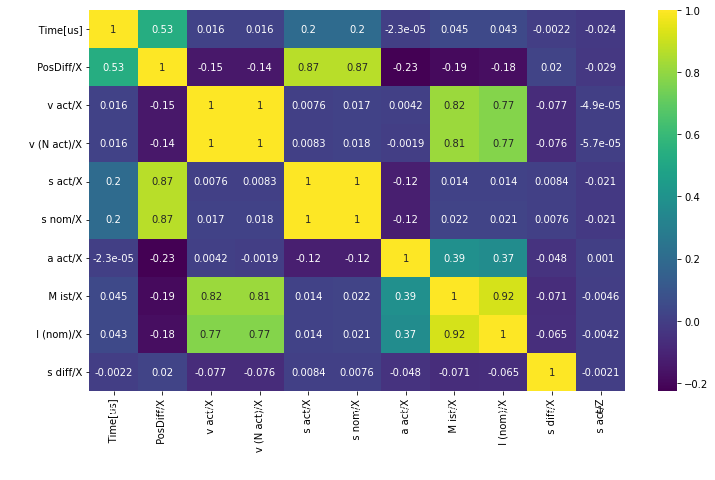 Time[us] 1 0.53 0.016 0.016 0.2 0.2 -2.3e-05 0.045 0.043 -0.0022 -0.024
PosDiff/X 0.53 1 -0.15 -0.14 0.87 0.87 -0.23 -0.19 -0.18 0.02 -0.029
v act/X 0.016 -0.15 1 1 0.0076 0.017 0.0042 0.82 0.77 -0.077 -4.9e-05
v (N act)/X 0.016 -0.14 1 1 0.0083 0.018 -0.0019 0.81 0.77 -0.076 -5.7e-05
s act/X 0.2 0.87 0.0076 0.0083 1 1 -0.12 0.014 0.014 0.0084 -0.021
s nom/X 0.2 0.87 0.017 0.018 1 1 -0.12 0.022 0.021 0.0076 -0.021
a act/X -2.3e-05 -0.23 0.0042 -0.0019 -0.12 -0.12 1 0.39 0.37 -0.048 0.001
M ist/X 0.045 -0.19 0.82 0.81 0.014 0.022 0.39 1 0.92 -0.071 -0.0046
I (nom)/X 0.043 -0.18 0.77 0.77 0.014 0.021 0.37 0.92 1 -0.065 -0.0042
s diff/X -0.0022 0.02 -0.077 -0.076 0.0084 0.0076 -0.048 -0.071 -0.065 1 -0.0021
Time[us] PosDiff/X v act/X v (N act)/X s act/X s nom/X a act/X M ist/X I (nom)/X s diff/X s act/Z
1.0
0.8
0.6
0.4
0.2
0.0
−0.2